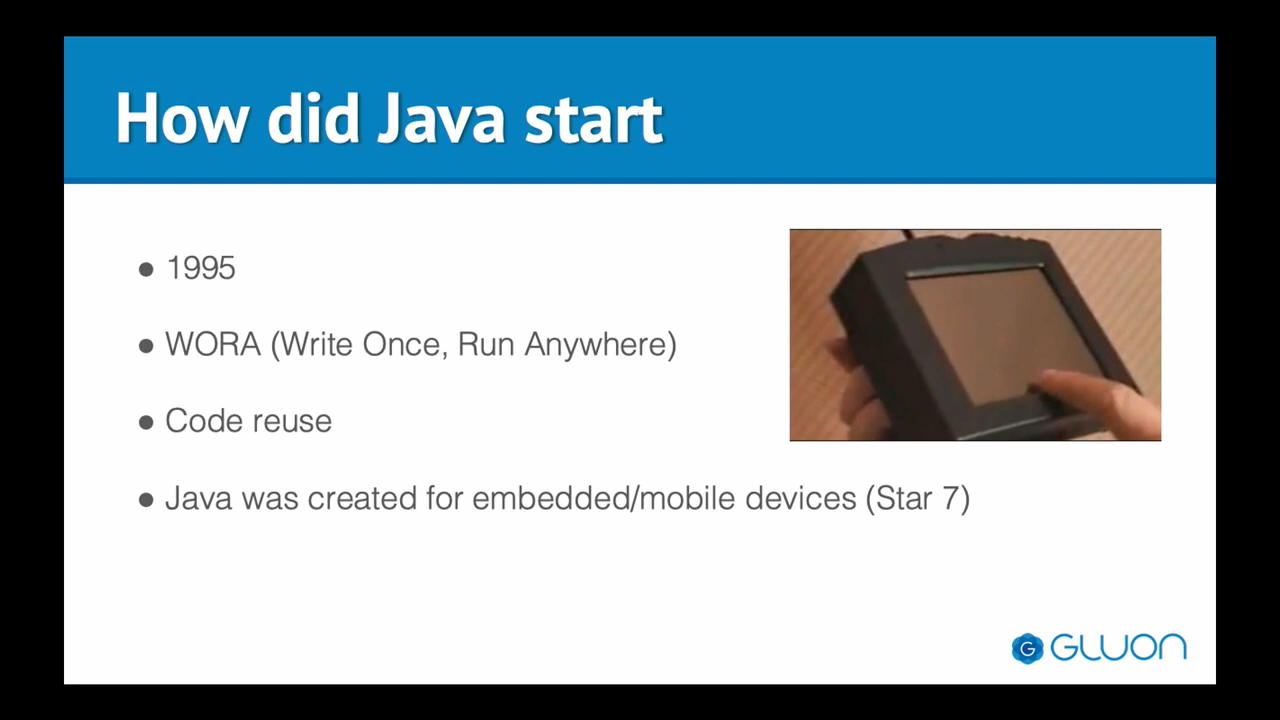 How did Java start
● 1995
● WORA (Write Once, Run Anywhere)
● Code reuse
● Java was created for embedded/mobile devices (Star 7)
G GLUON